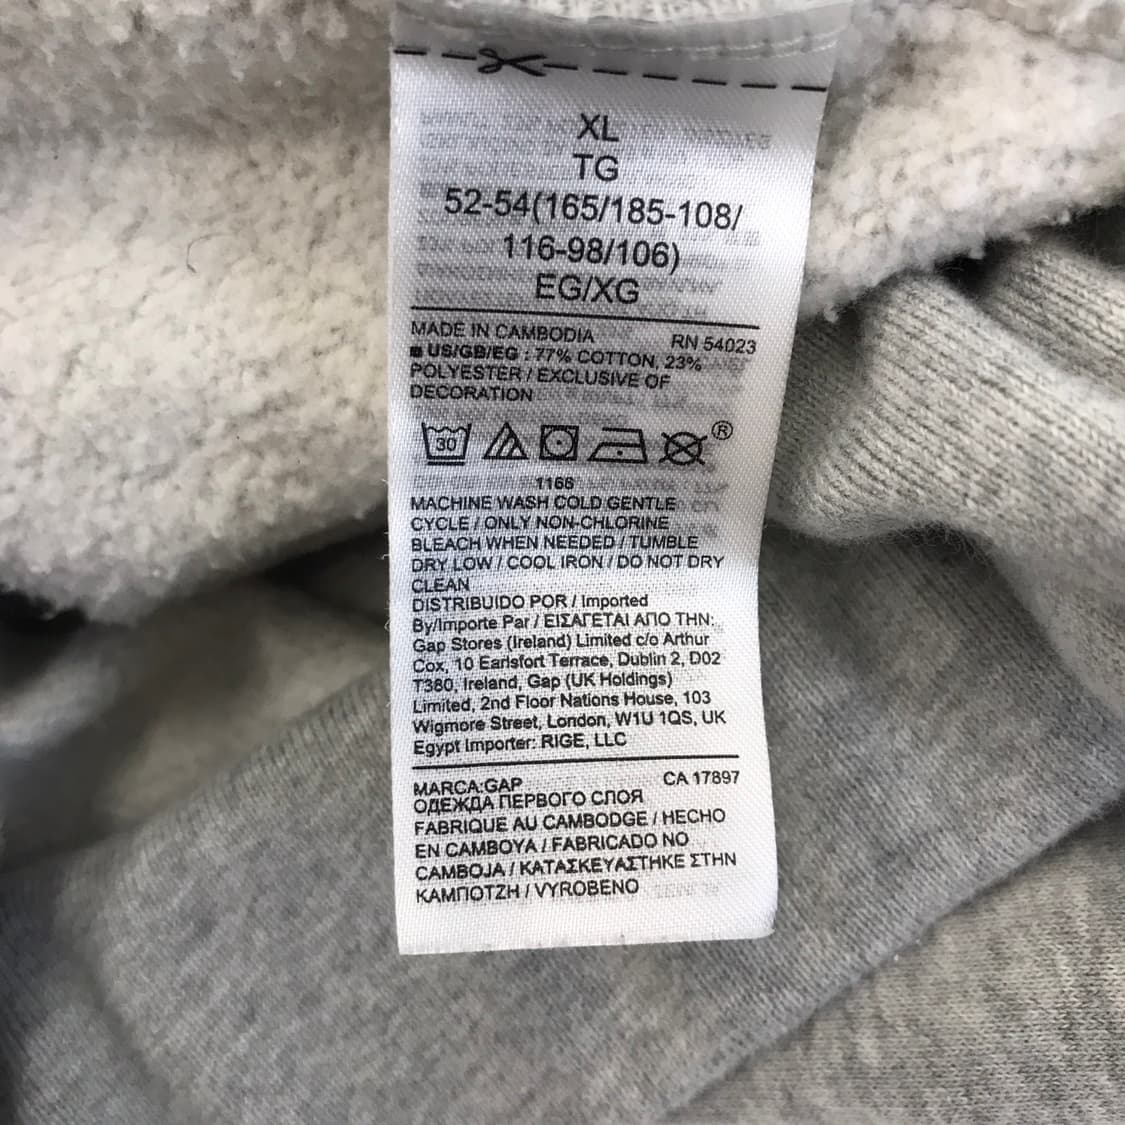 XL
TG
52-54(165/185-108/
116-98/106)
EG/XG
MADE IN CAMBODIA RN 54023
US/GB/EG : 77% COTTON, 23%
POLYESTER / EXCLUSIVE OF
DECORATION
30 ®
1166
MACHINE WASH COLD GENTLE
CYCLE / ONLY NON-CHLORINE
BLEACH WHEN NEEDED / TUMBLE
DRY LOW / COOL IRON / DO NOT DRY
CLEAN
DISTRIBUIDO POR / Imported
By/Importe Par / ΕΙΣΑΓΕΤΑΙ ΑΠΟ ΤΗΝ:
Gap Stores (Ireland) Limited c/o Arthur
Cox, 10 Earlsfort Terrace, Dublin 2, D02
T380, Ireland, Gap (UK Holdings)
Limited, 2nd Floor Nations House, 103
Wigmore Street, London, W1U 1QS, UK
Egypt Importer: RIGE, LLC
MARCA:GAP CA 17897
ОДЕЖДА ПЕРВОГО СЛОЯ
FABRIQUE AU CAMBODGE / HECHO
EN CAMBOYA / FABRICADO NO
CAMBOJA / ΚΑΤΑΣΚΕΥΑΣΤΗΚΕ ΣΤΗΝ
ΚΑΜΠΟΤΖΗ / VYROBENO